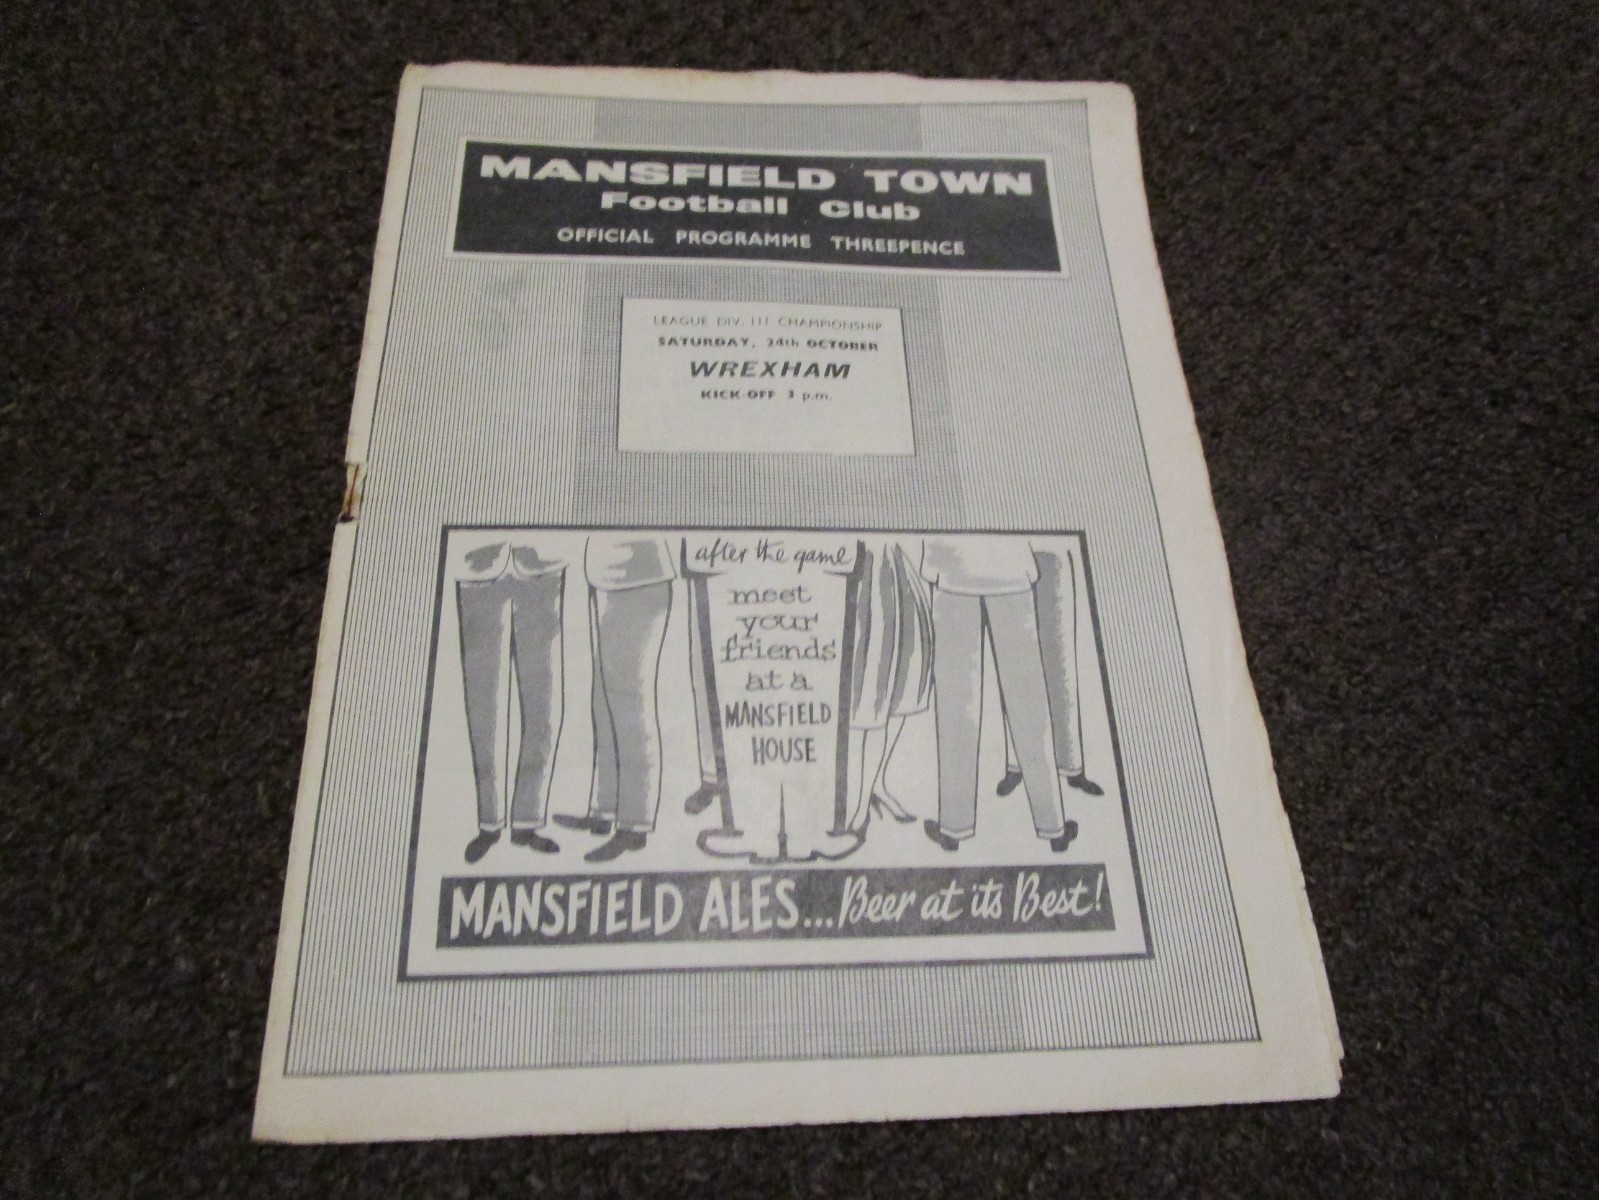 MANSFIELD TOWN
Football Club
OFFICIAL PROGRAMME THREEPENCE
LEAGUE DIV. III CHAMPIONSHIP
SATURDAY, 24th OCTOBER
WREXHAM
KICK-OFF 3 p.m.
after the game
meet
your
friends
at a
MANSFIELD
HOUSE
MANSFIELD ALES... Beer at its Best!